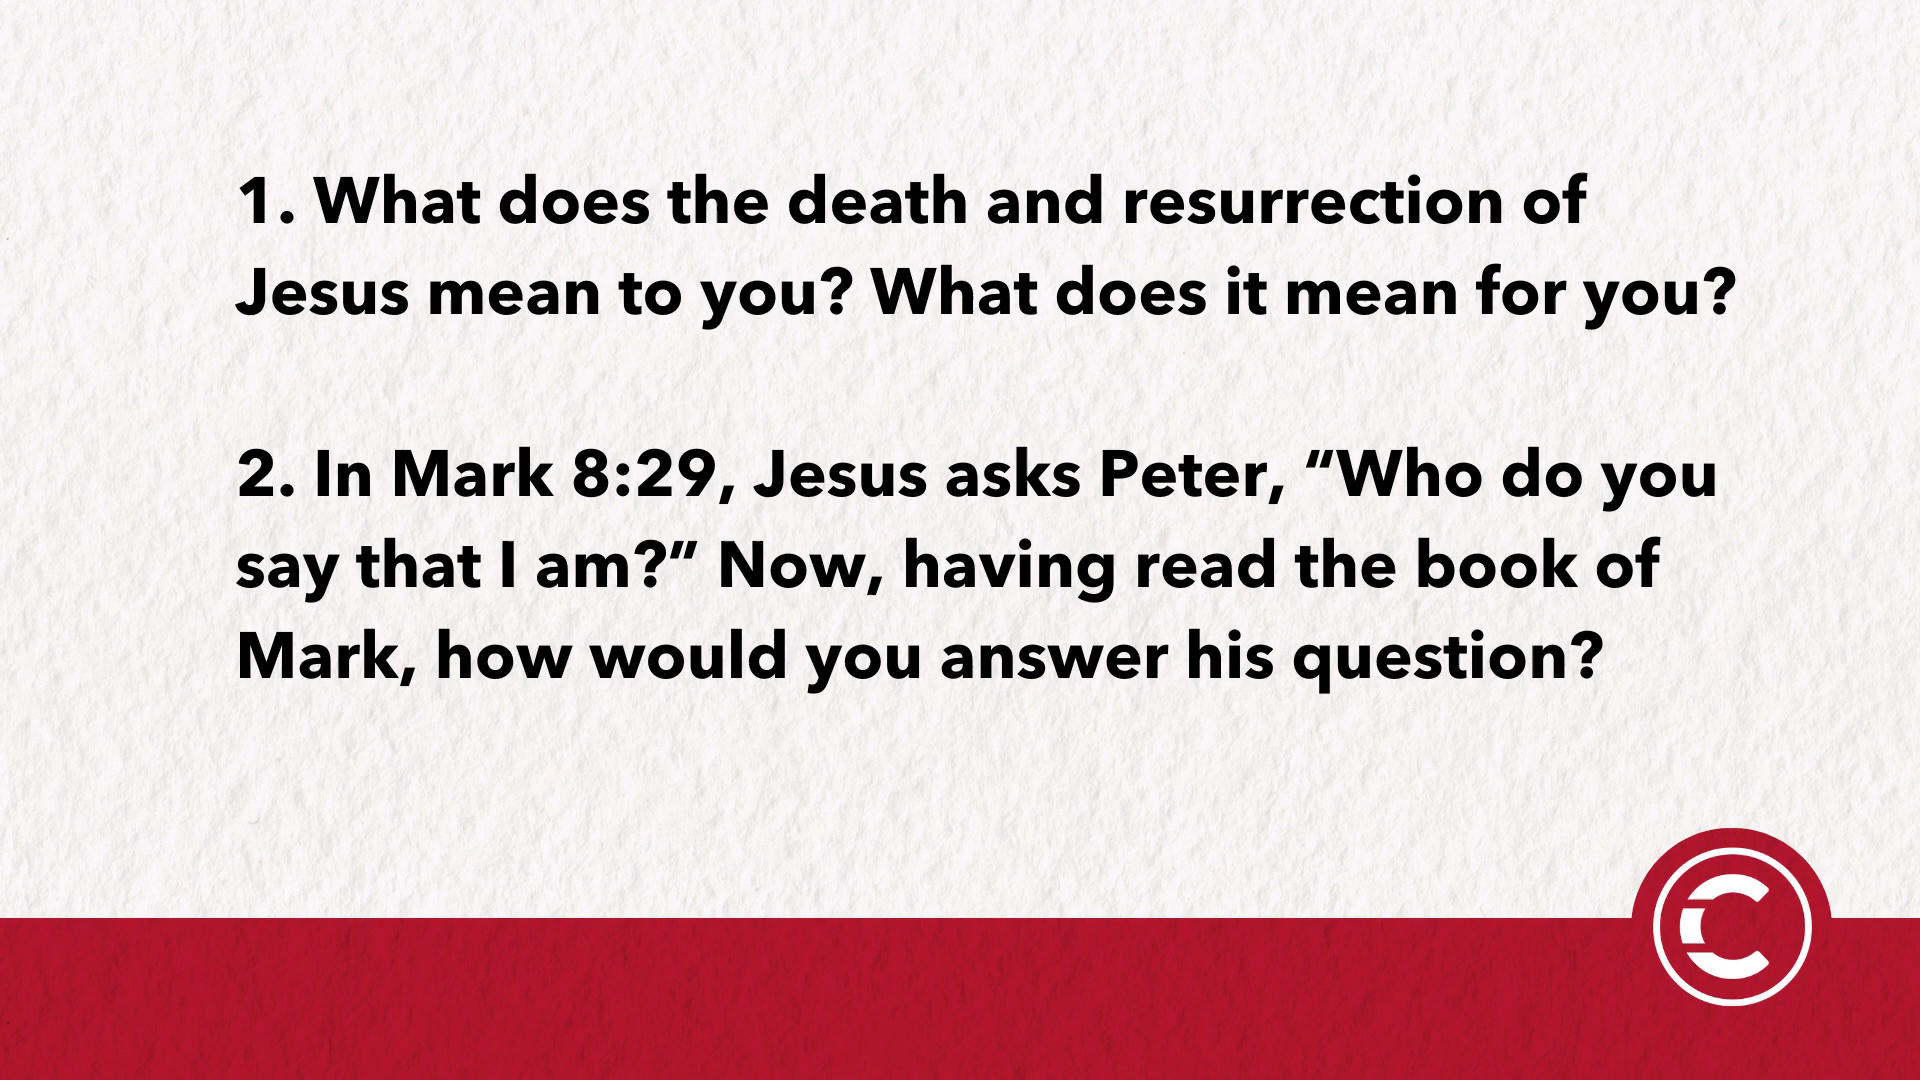 1. What does the death and resurrection of
Jesus mean to you? What does it mean for you?
2. In Mark 8:29, Jesus asks Peter, “Who do you
say that I am?” Now, having read the book of
Mark, how would you answer his question?
C